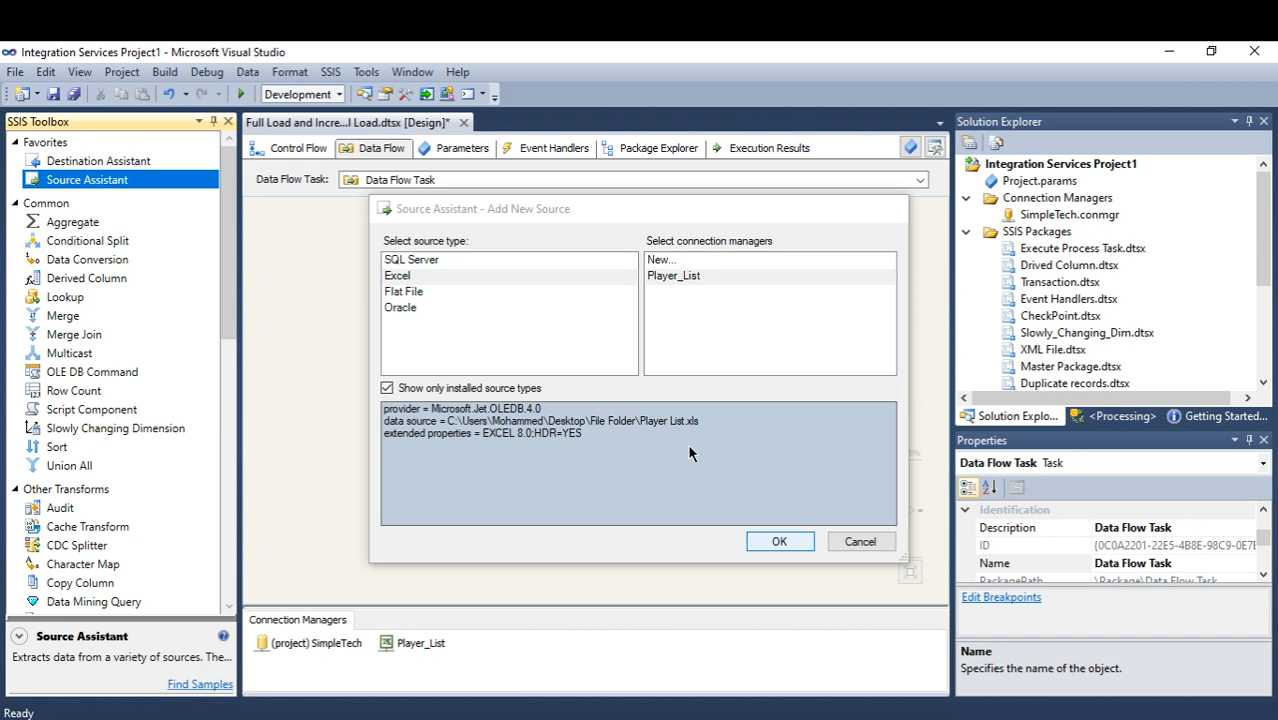 Integration Services Project1 - Microsoft Visual Studio
File Edit View Project Build Debug Data Format SSIS Tools Window Help
Development
SSIS Toolbox
Favorites
Destination Assistant
Source Assistant
Common
Aggregate
Conditional Split
Data Conversion
Derived Column
Lookup
Merge
Merge Join
Multicast
OLE DB Command
Row Count
Script Component
Slowly Changing Dimension
Sort
Union All
Other Transforms
Audit
Cache Transform
CDC Splitter
Character Map
Copy Column
Data Mining Query
Source Assistant
Extracts data from a variety of sources. The...
Find Samples
Full Load and Incre...l Load.dtsx [Design]*
Control Flow Data Flow Parameters Event Handlers Package Explorer Execution Results
Data Flow Task: Data Flow Task
Source Assistant - Add New Source
Select source type:
SQL Server
Excel
Flat File
Oracle
Select connection managers
New...
Player_List
Show only installed source types
provider = Microsoft.Jet.OLEDB.4.0
data source = C:\Users\Mohammed\Desktop\File Folder\Player List.xls
extended properties = EXCEL 8.0;HDR=YES
OK Cancel
Connection Managers
(project) SimpleTech Player_List
Solution Explorer
Integration Services Project1
Project.params
Connection Managers
SimpleTech.conmgr
SSIS Packages
Execute Process Task.dtsx
Drived Column.dtsx
Transaction.dtsx
Event Handlers.dtsx
CheckPoint.dtsx
Slowly_Changing_Dim.dtsx
XML File.dtsx
Master Package.dtsx
Duplicate records.dtsx
Solution Explo... <Processing> Getting Started...
Properties
Data Flow Task Task
Identification
Description Data Flow Task
ID {0C0A2201-22E5-4B8E-98C9-0E7E
Name Data Flow Task
PackagePath \Package\Data Flow Task
Edit Breakpoints
Name
Specifies the name of the object.
Ready